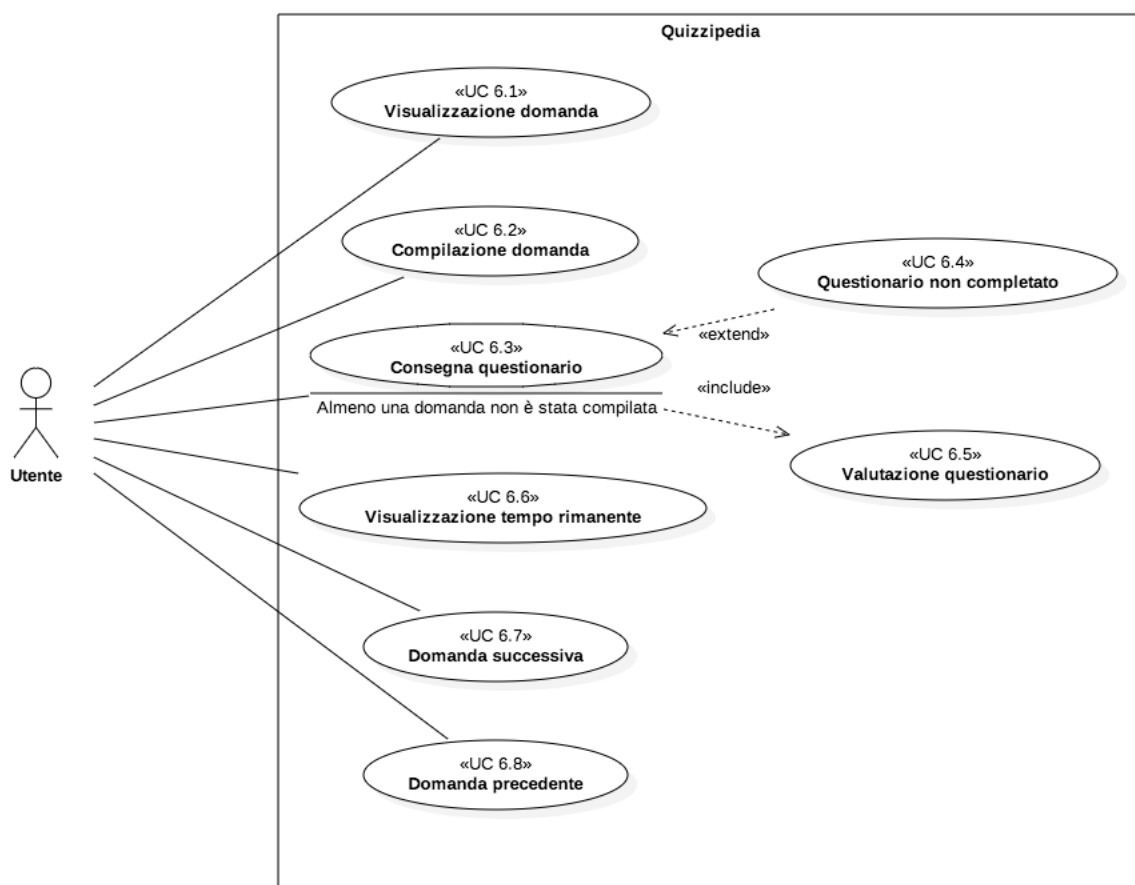 Quizzipedia
«UC 6.1»
Visualizzazione domanda
«UC 6.2»
Compilazione domanda
«UC 6.4»
Questionario non completato
«extend»
«UC 6.3»
Consegna questionario
Almeno una domanda non è stata compilata
«include»
«UC 6.5»
Valutazione questionario
Utente
«UC 6.6»
Visualizzazione tempo rimanente
«UC 6.7»
Domanda successiva
«UC 6.8»
Domanda precedente